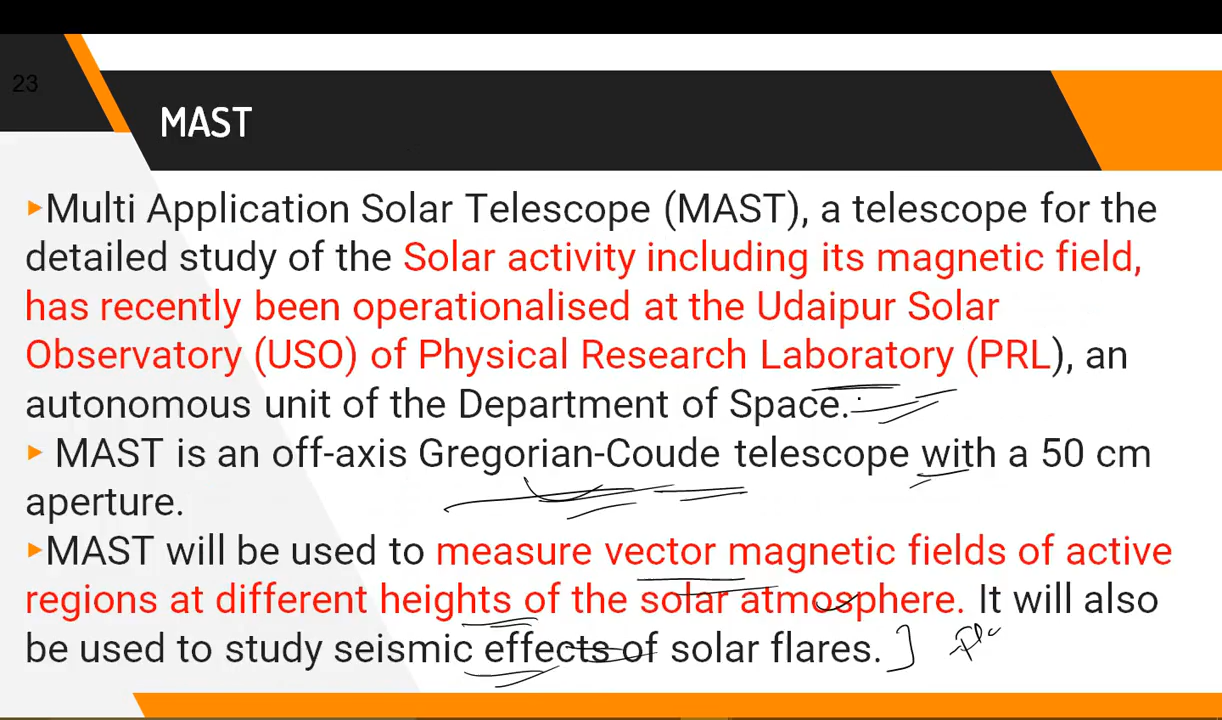 23
MAST
▸Multi Application Solar Telescope (MAST), a telescope for the
detailed study of the Solar activity including its magnetic field,
has recently been operationalised at the Udaipur Solar
Observatory (USO) of Physical Research Laboratory (PRL), an
autonomous unit of the Department of Space.
▸ MAST is an off-axis Gregorian-Coude telescope with a 50 cm
aperture.
▸MAST will be used to measure vector magnetic fields of active
regions at different heights of the solar atmosphere. It will also
be used to study seismic effects of solar flares.